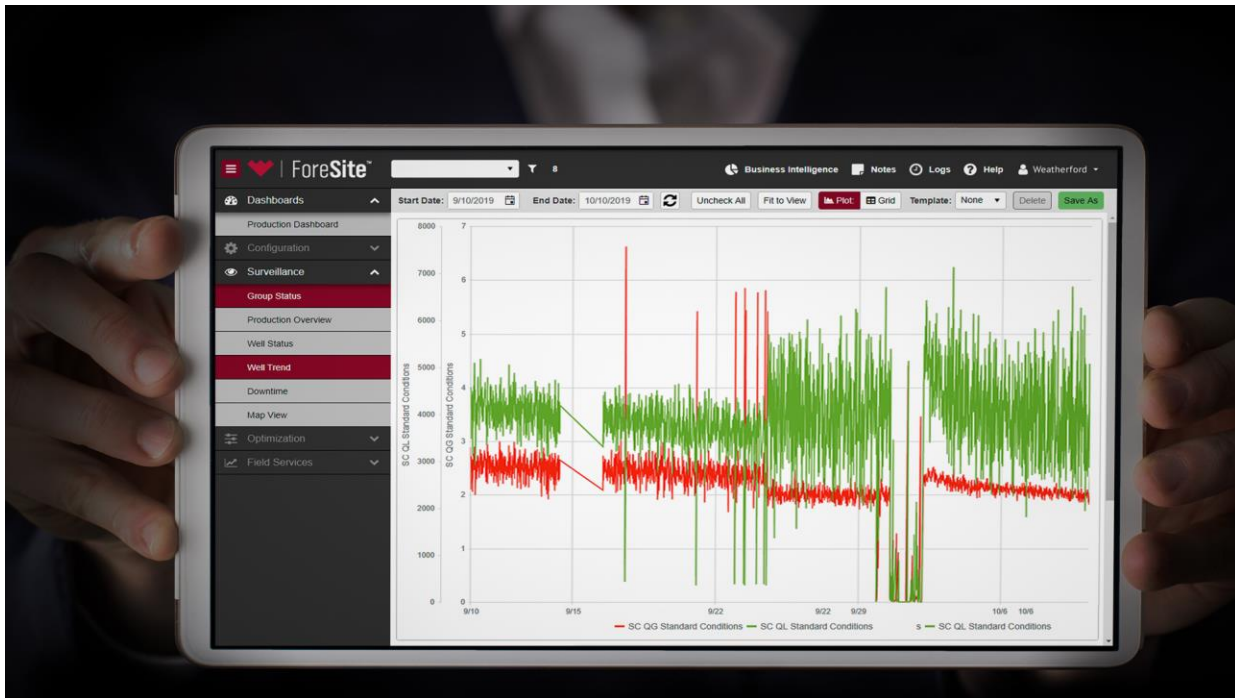 ForeSite™
8
Business Intelligence
Notes
Logs
Help
Weatherford
Dashboards
Production Dashboard
Configuration
Surveillance
Group Status
Production Overview
Well Status
Well Trend
Downtime
Map View
Optimization
Field Services
Start Date: 9/10/2019
End Date: 10/10/2019
Uncheck All
Fit to View
Plot
Grid
Template: None
Delete
Save As
SC QL Standard Conditions
8000
7000
6000
5000
4000
3000
2000
1000
0
SC QG Standard Conditions
7
6
5
4
3
2
1
0
9/10
9/15
9/22
9/22
9/29
10/6
10/6
SC QG Standard Conditions
SC QL Standard Conditions
s
SC QL Standard Conditions